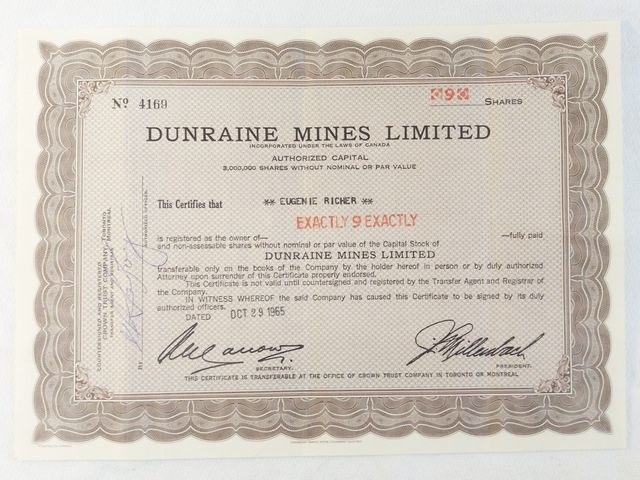 Nº 4169
9 SHARES
DUNRAINE MINES LIMITED
INCORPORATED UNDER THE LAWS OF CANADA
AUTHORIZED CAPITAL
3,000,000 SHARES WITHOUT NOMINAL OR PAR VALUE
This Certifies that ** EUGENIE RICHER **
EXACTLY 9 EXACTLY
is registered as the owner of— —fully paid
and non-assessable shares without nominal or par value of the Capital Stock of
DUNRAINE MINES LIMITED
transferable only on the books of the Company by the holder hereof in person or by duly authorized
Attorney upon surrender of this Certificate properly endorsed.
This Certificate is not valid until countersigned and registered by the Transfer Agent and Registrar of
the Company.
IN WITNESS WHEREOF the said Company has caused this Certificate to be signed by its duly
authorized officers.
DATED OCT 29 1965
SECRETARY.
PRESIDENT.
THIS CERTIFICATE IS TRANSFERABLE AT THE OFFICE OF CROWN TRUST COMPANY IN TORONTO OR MONTREAL
COUNTERSIGNED AND REGISTERED
CROWN TRUST COMPANY, TORONTO
MONTREAL
TRANSFER AGENT AND REGISTRAR
BY
AUTHORIZED OFFICER.